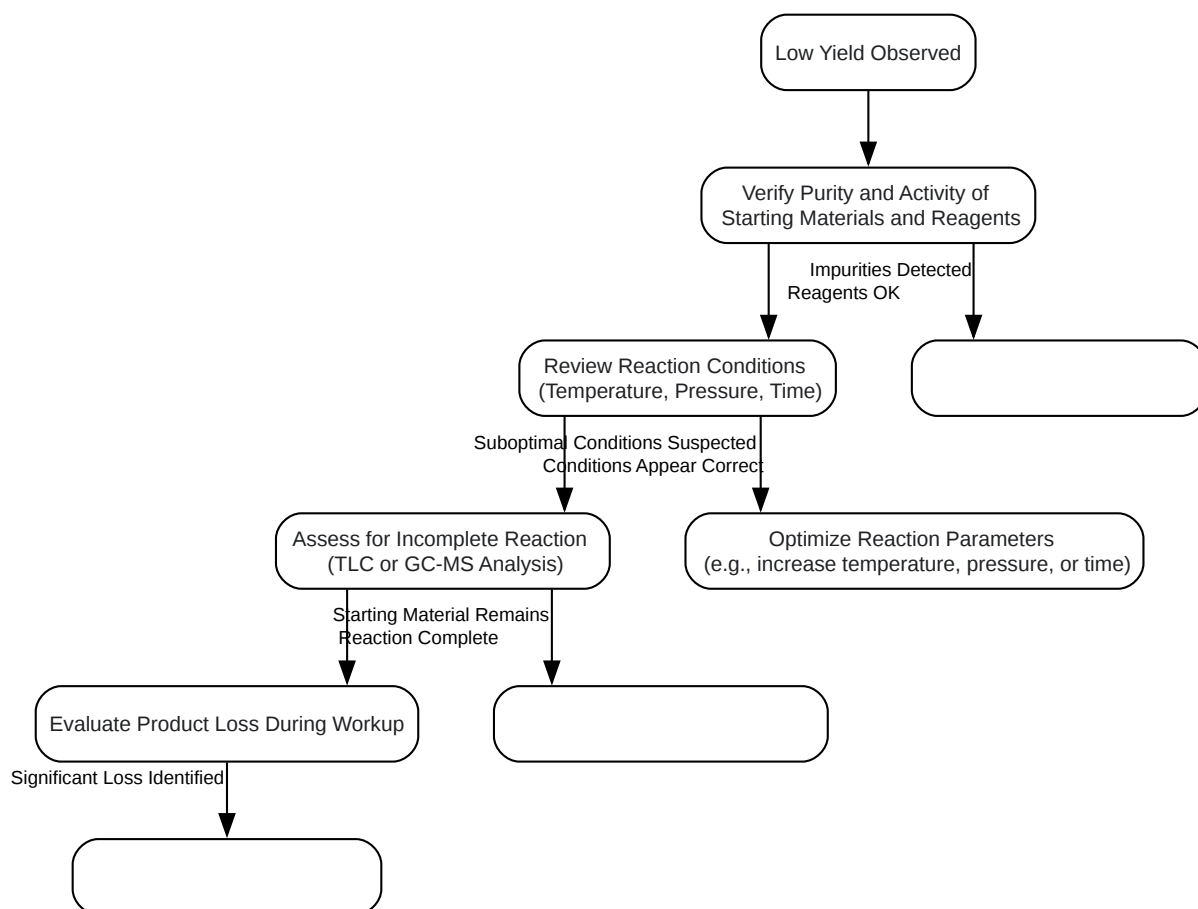 Low Yield Observed
Verify Purity and Activity of
Starting Materials and Reagents
Impurities Detected
Reagents OK
Review Reaction Conditions
(Temperature, Pressure, Time)
Suboptimal Conditions Suspected
Conditions Appear Correct
Assess for Incomplete Reaction
(TLC or GC-MS Analysis)
Optimize Reaction Parameters
(e.g., increase temperature, pressure, or time)
Starting Material Remains
Reaction Complete
Evaluate Product Loss During Workup
Significant Loss Identified